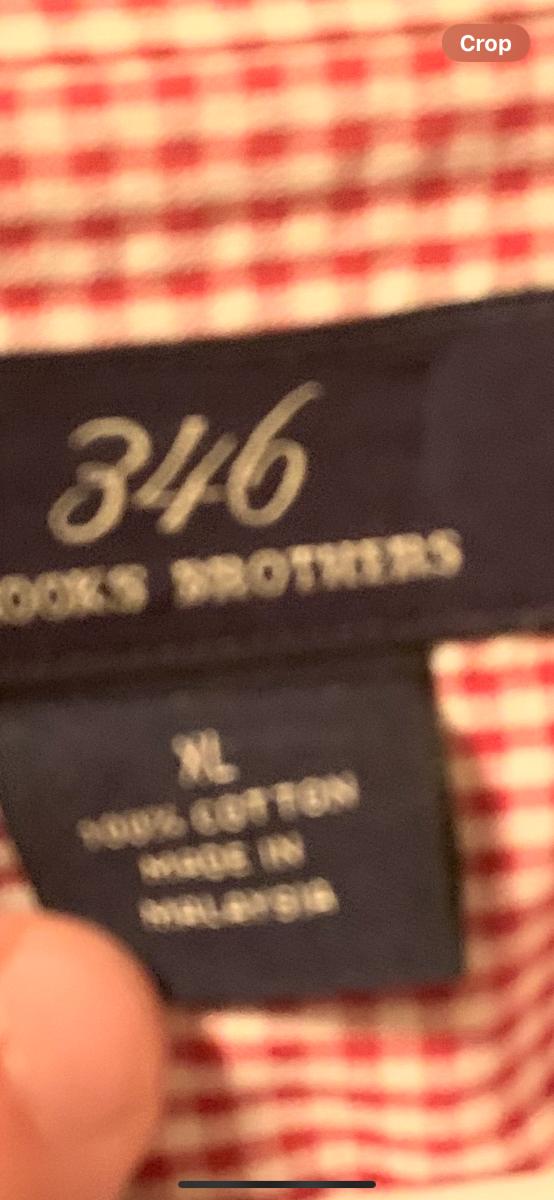 Crop
346
OOKS BROTHERS
XL
100% COTTON
MADE IN
MALAYSIA